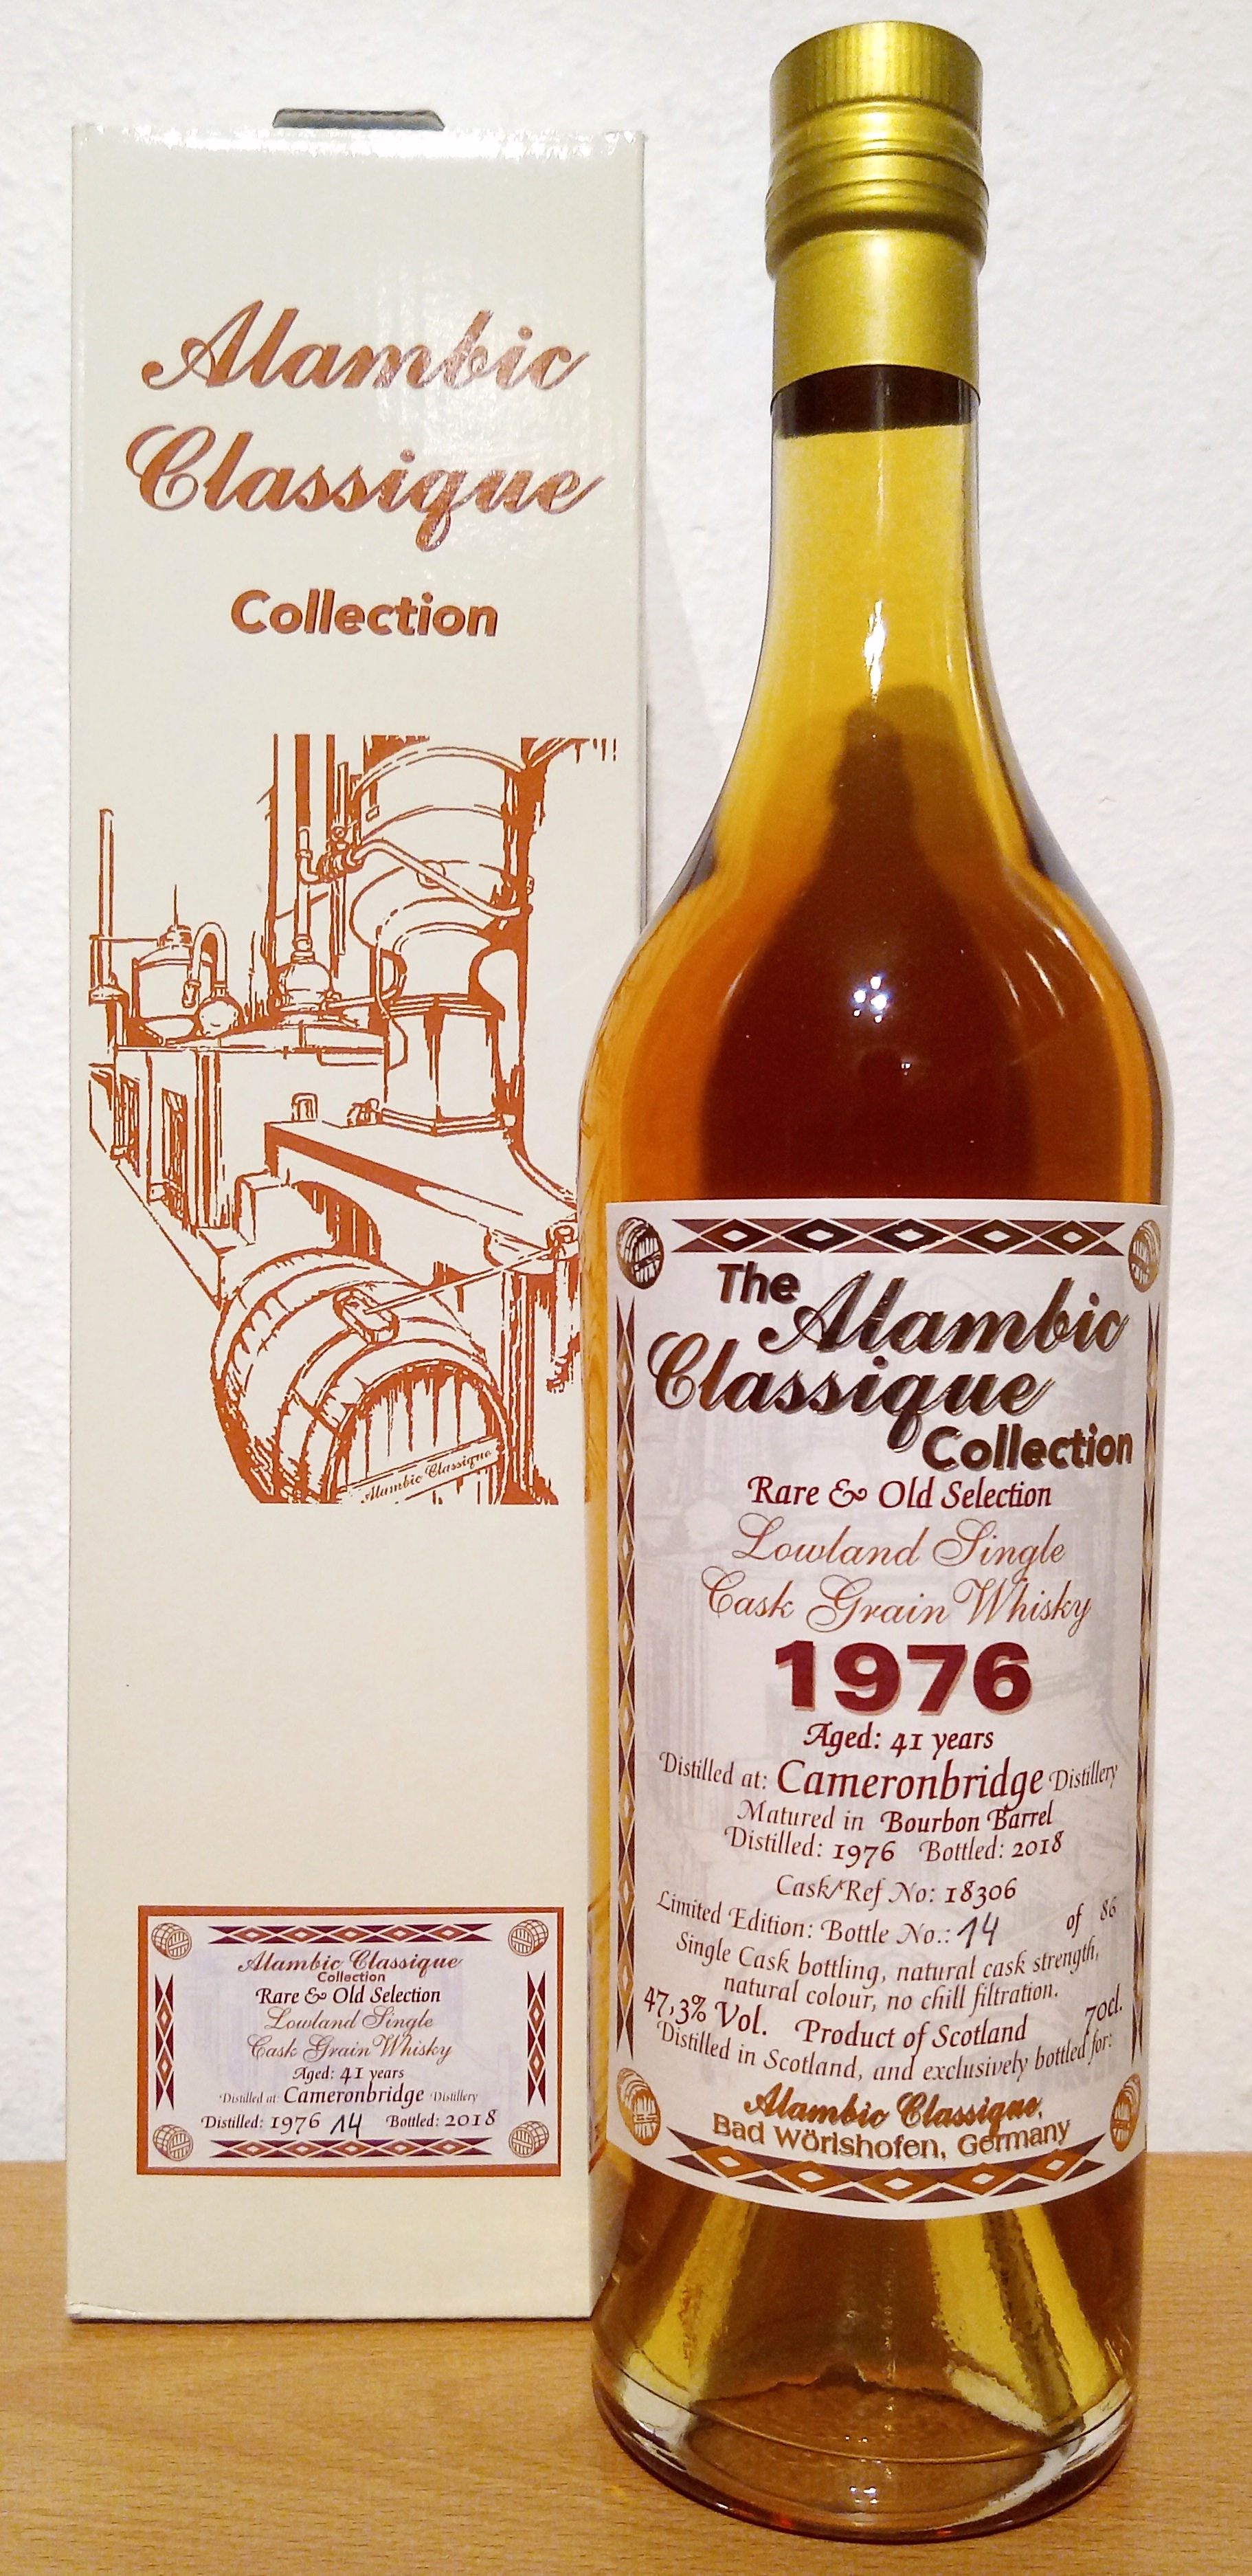 Alambic
Classique
Collection
Alambic Classique
Alambic Classique
Collection
Rare & Old Selection
Lowland Single
Cask Grain Whisky
Aged: 41 years
Distilled at: Cameronbridge Distillery
Distilled: 1976 14 Bottled: 2018
The Alambic
Classique
Collection
Rare & Old Selection
Lowland Single
Cask Grain Whisky
1976
Aged: 41 years
Distilled at: Cameronbridge Distillery
Matured in Bourbon Barrel
Distilled: 1976 Bottled: 2018
Cask/Ref No: 18306
Limited Edition: Bottle No.: 14 of 86
Single Cask bottling, natural cask strength,
natural colour, no chill filtration.
47,3% Vol. Product of Scotland 70cl.
Distilled in Scotland, and exclusively bottled for:
Alambic Classique,
Bad Wörishofen, Germany